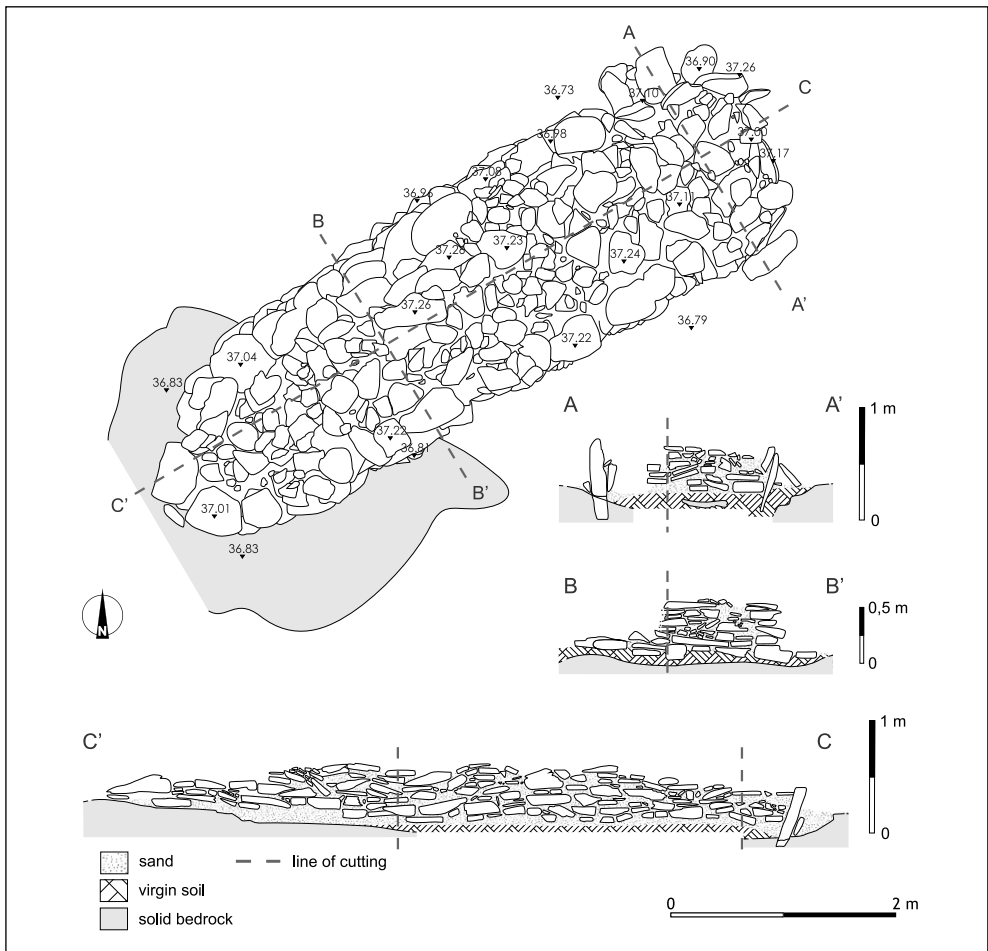 A
36.90
37.26
C
36.73
37.10
36.98
37.00
37.17
37.08
36.96
37.11
B
37.23
37.26
37.24
37.26
A'
36.79
37.22
37.04
36.83
37.22
36.81
B'
C'
37.01
36.83
N
A A' 1 m
0
B B' 0,5 m
0
C' C 1 m
0
sand line of cutting
virgin soil
solid bedrock
0 2 m